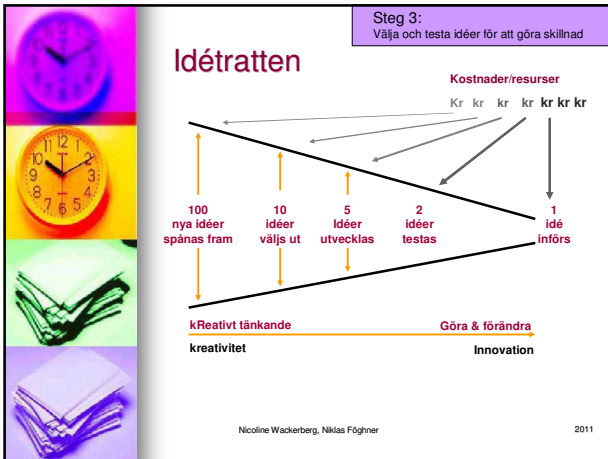 Steg 3:
Välja och testa idéer för att göra skillnad
Idétratten
Kostnader/resurser
Kr kr kr kr kr kr kr
100
nya idéer
spånas fram
10
idéer
väljs ut
5
Idéer
utvecklas
2
idéer
testas
1
idé
införs
kReativt tänkande
Göra & förändra
kreativitet
Innovation
Nicoline Wackerberg, Niklas Föghner
2011